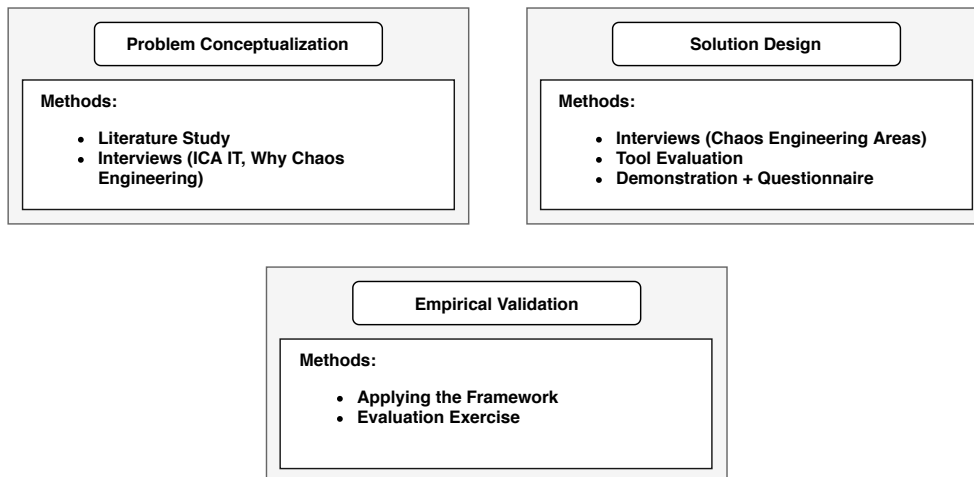 Problem Conceptualization
Methods:
• Literature Study
• Interviews (ICA IT, Why Chaos
Engineering)
Solution Design
Methods:
• Interviews (Chaos Engineering Areas)
• Tool Evaluation
• Demonstration + Questionnaire
Empirical Validation
Methods:
• Applying the Framework
• Evaluation Exercise